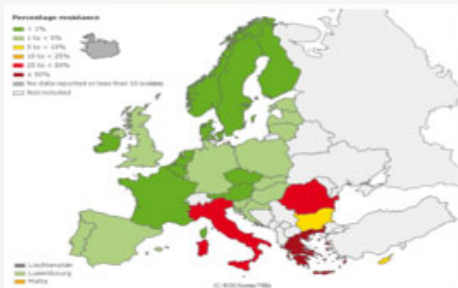 Percentage resistance
< 1%
1 to < 5%
5 to < 10%
10 to < 25%
25 to < 50%
≥ 50%
No data reported or less than 10 isolates
Not included
Liechtenstein
Luxembourg
Malta